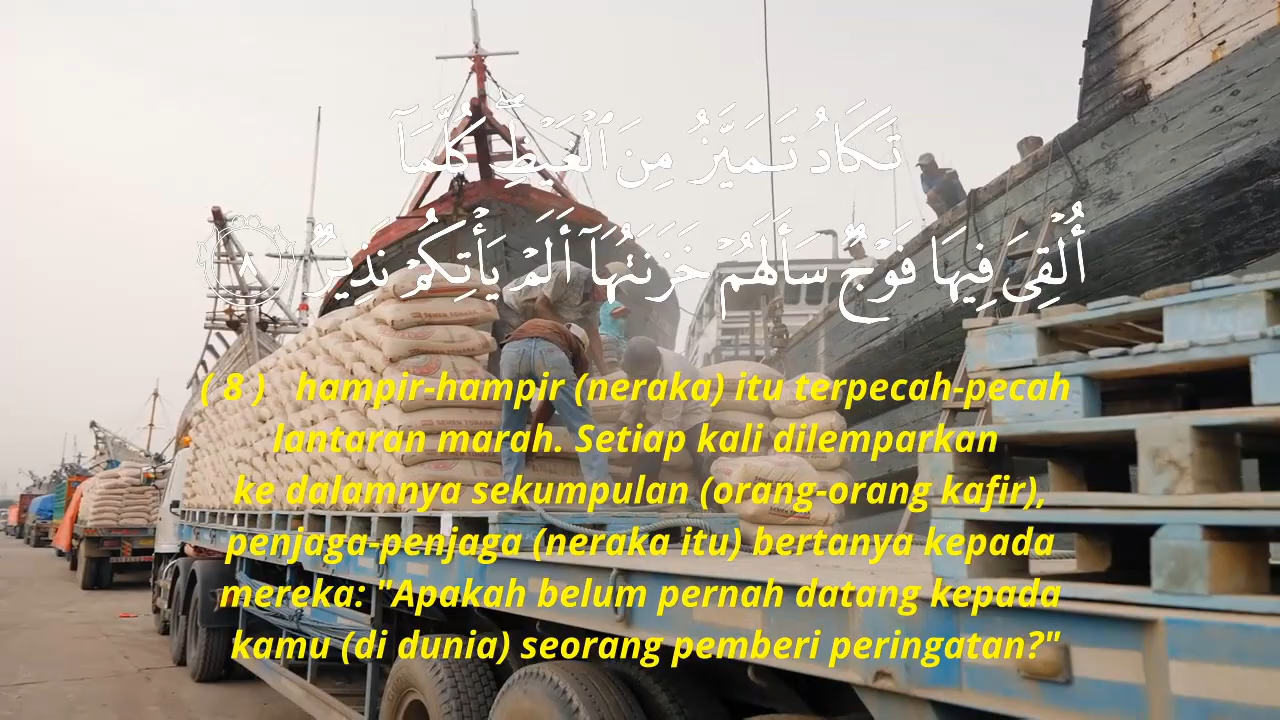 تَكَادُ تَمَيَّزُ مِنَ ٱلْغَيْظِ ۖ كُلَّمَآ
أُلْقِىَ فِيهَا فَوْجٌ سَأَلَهُمْ خَزَنَتُهَآ أَلَمْ يَأْتِكُمْ نَذِيرٌ ٨
( 8 ) hampir-hampir (neraka) itu terpecah-pecah
lantaran marah. Setiap kali dilemparkan
ke dalamnya sekumpulan (orang-orang kafir),
penjaga-penjaga (neraka itu) bertanya kepada
mereka: "Apakah belum pernah datang kepada
kamu (di dunia) seorang pemberi peringatan?"
SEMEN TONASA